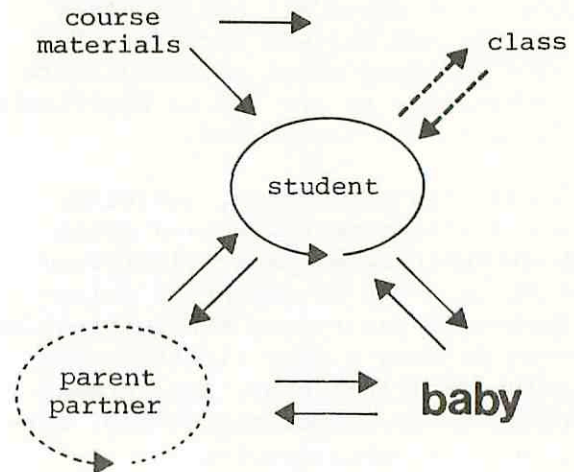 course
materials
class
student
parent
partner
baby